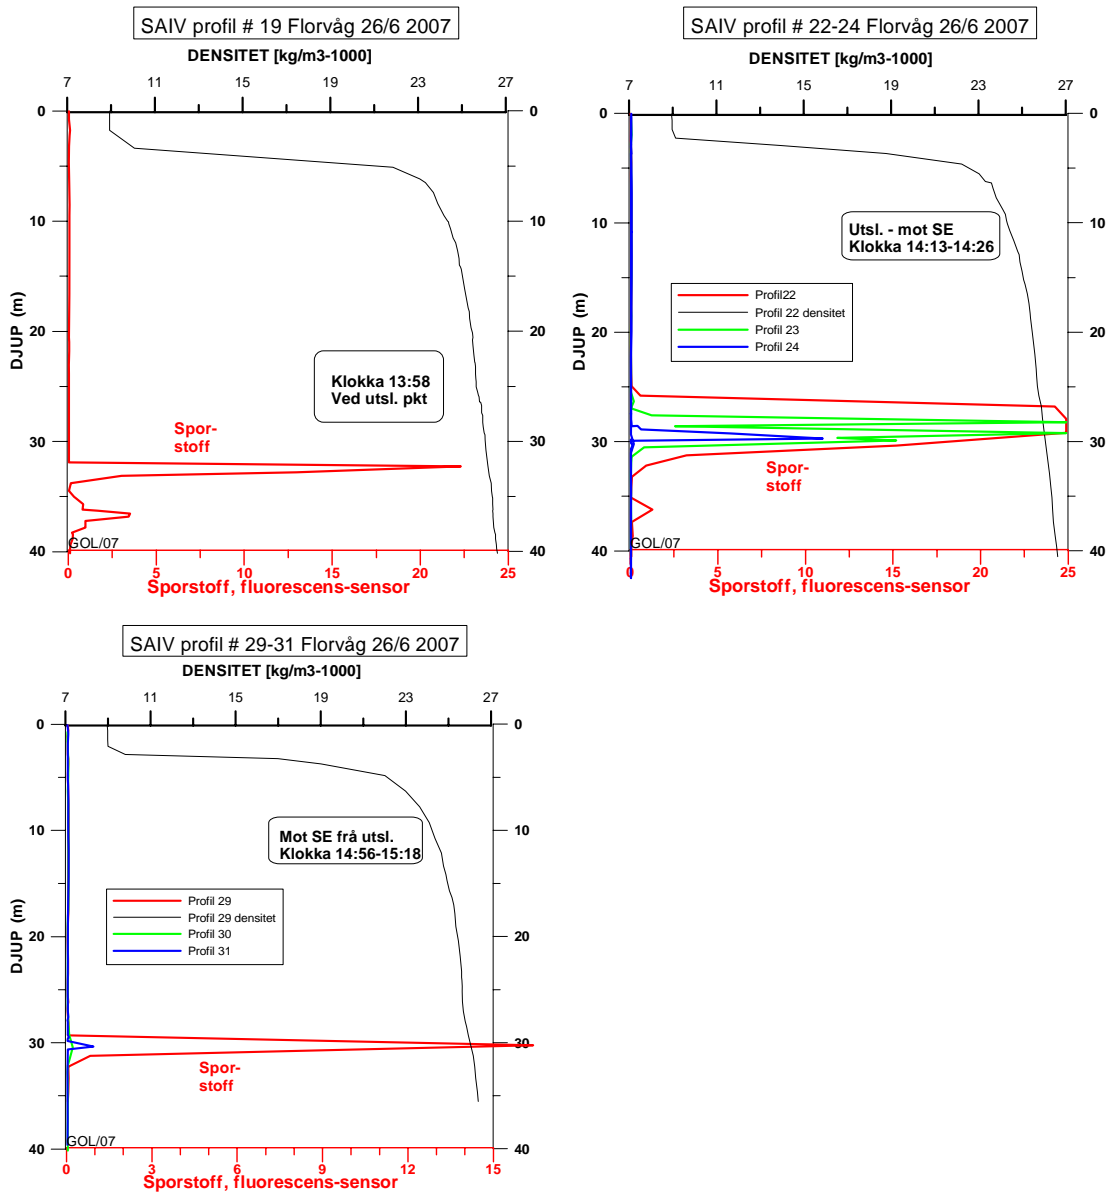 SAIV profil # 19 Florvåg 26/6 2007
DENSITET [kg/m3-1000]
7 11 15 19 23 27
0 0
10 10
20 20
30 30
40 40
DJUP (m)
Klokka 13:58
Ved utsl. pkt
Spor-
stoff
GOL/07
0 5 10 15 20 25
Sporstoff, fluorescens-sensor
SAIV profil # 22-24 Florvåg 26/6 2007
DENSITET [kg/m3-1000]
7 11 15 19 23 27
0 0
10 10
20 20
30 30
40 40
DJUP (m)
Utsl. - mot SE
Klokka 14:13-14:26
Profil22
Profil 22 densitet
Profil 23
Profil 24
Spor-
stoff
GOL/07
0 5 10 15 20 25
Sporstoff, fluorescens-sensor
SAIV profil # 29-31 Florvåg 26/6 2007
DENSITET [kg/m3-1000]
7 11 15 19 23 27
0 0
10 10
20 20
30 30
40 40
DJUP (m)
Mot SE frå utsl.
Klokka 14:56-15:18
Profil 29
Profil 29 densitet
Profil 30
Profil 31
Spor-
stoff
GOL/07
0 3 6 9 12 15
Sporstoff, fluorescens-sensor